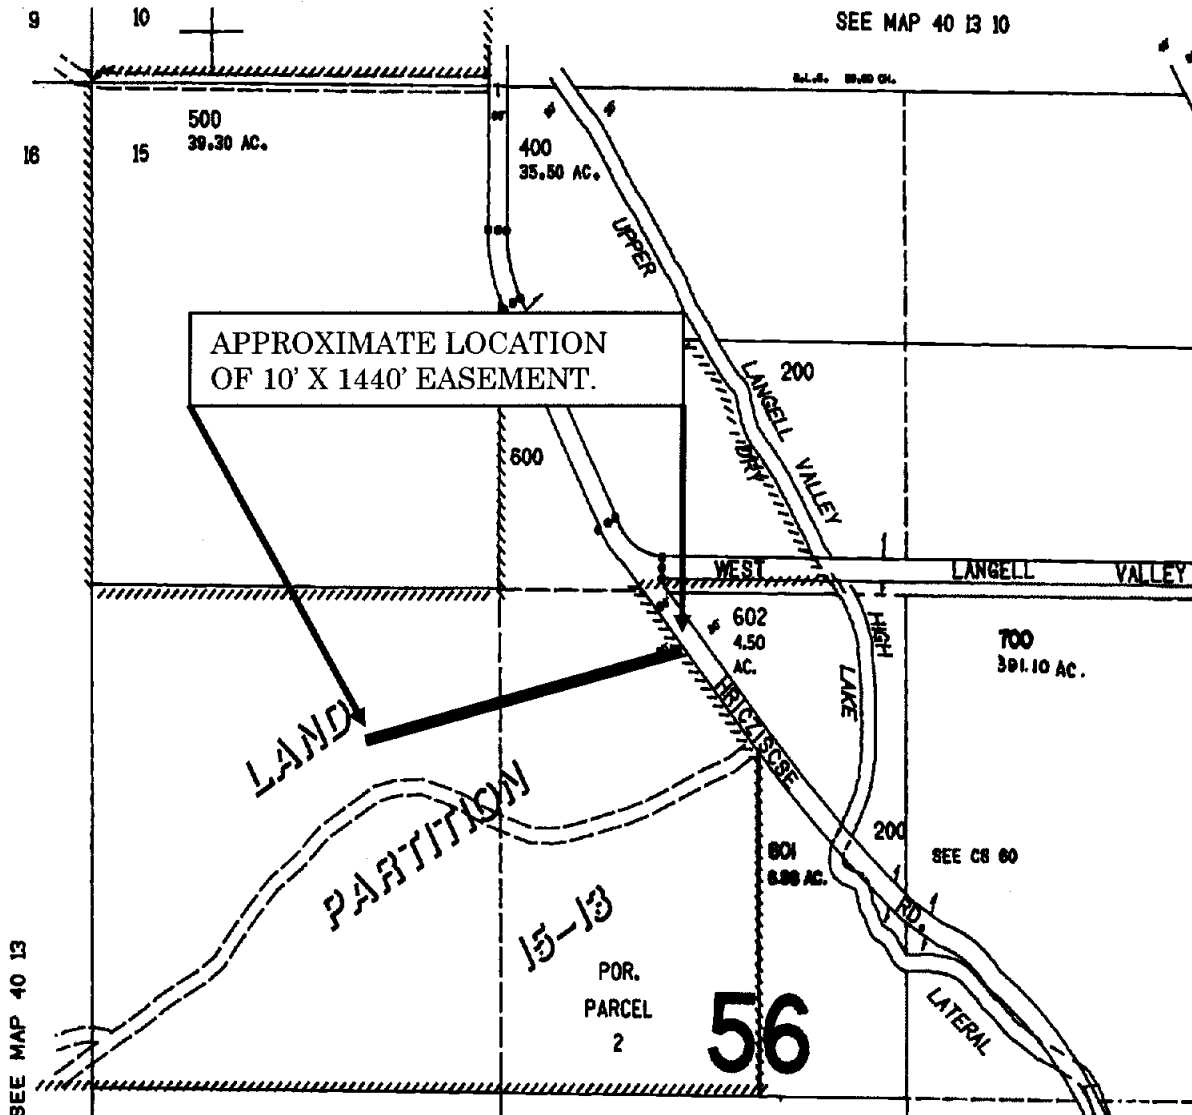 9
10
SEE MAP 40 13 10
500
39.30 AC.
16
15
400
35.50 AC.
UPPER
APPROXIMATE LOCATION
OF 10' X 1440' EASEMENT.
200
LANGELL
VALLEY
DRY
600
WEST
LANGELL
VALLEY
602
4.50
AC.
HIGH
700
391.10 AC.
LAKE
LAND
PARTITION
15-13
200
SEE CS 60
RD.
POR.
PARCEL
2
56
LATERAL
SEE MAP 40 13